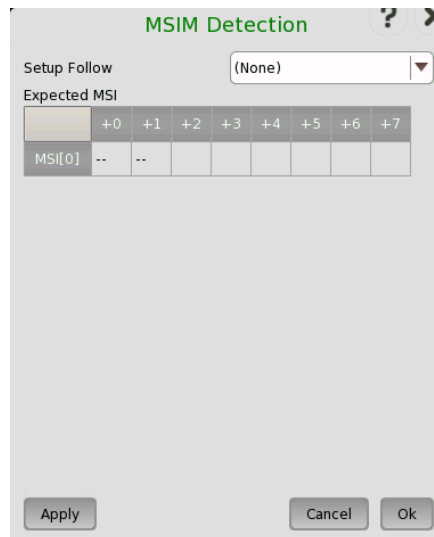 MSIM Detection ?
Setup Follow (None)
Expected MSI
+0 +1 +2 +3 +4 +5 +6 +7
MSI[0] -- --
Apply Cancel Ok